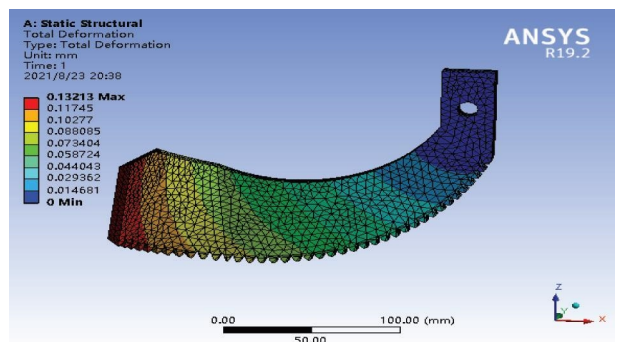 A: Static Structural
Total Deformation
Type: Total Deformation
Unit: mm
Time: 1
2021/8/23 20:38
ANSYS
R19.2
0.13213 Max
0.11745
0.10277
0.088085
0.073404
0.058724
0.044043
0.029362
0.014681
0 Min
Z
Y
X
0.00
100.00 (mm)
50.00